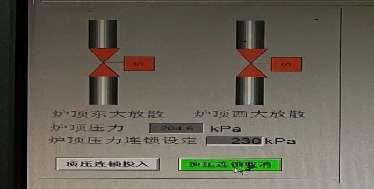 炉顶东大放散 炉顶西大放散
炉顶压力 204.6 kPa
炉顶压力连锁设定 230 kPa
顶压连锁投入 顶压连锁取消